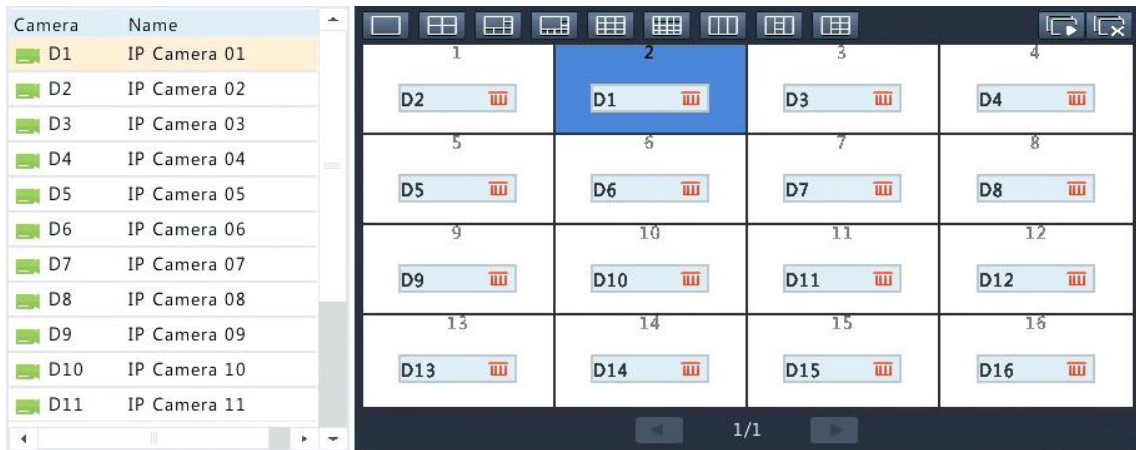 Camera Name
D1 IP Camera 01
D2 IP Camera 02
D3 IP Camera 03
D4 IP Camera 04
D5 IP Camera 05
D6 IP Camera 06
D7 IP Camera 07
D8 IP Camera 08
D9 IP Camera 09
D10 IP Camera 10
D11 IP Camera 11
1 2 3 4
D2 D1 D3 D4
5 6 7 8
D5 D6 D7 D8
9 10 11 12
D9 D10 D11 D12
13 14 15 16
D13 D14 D15 D16
1/1